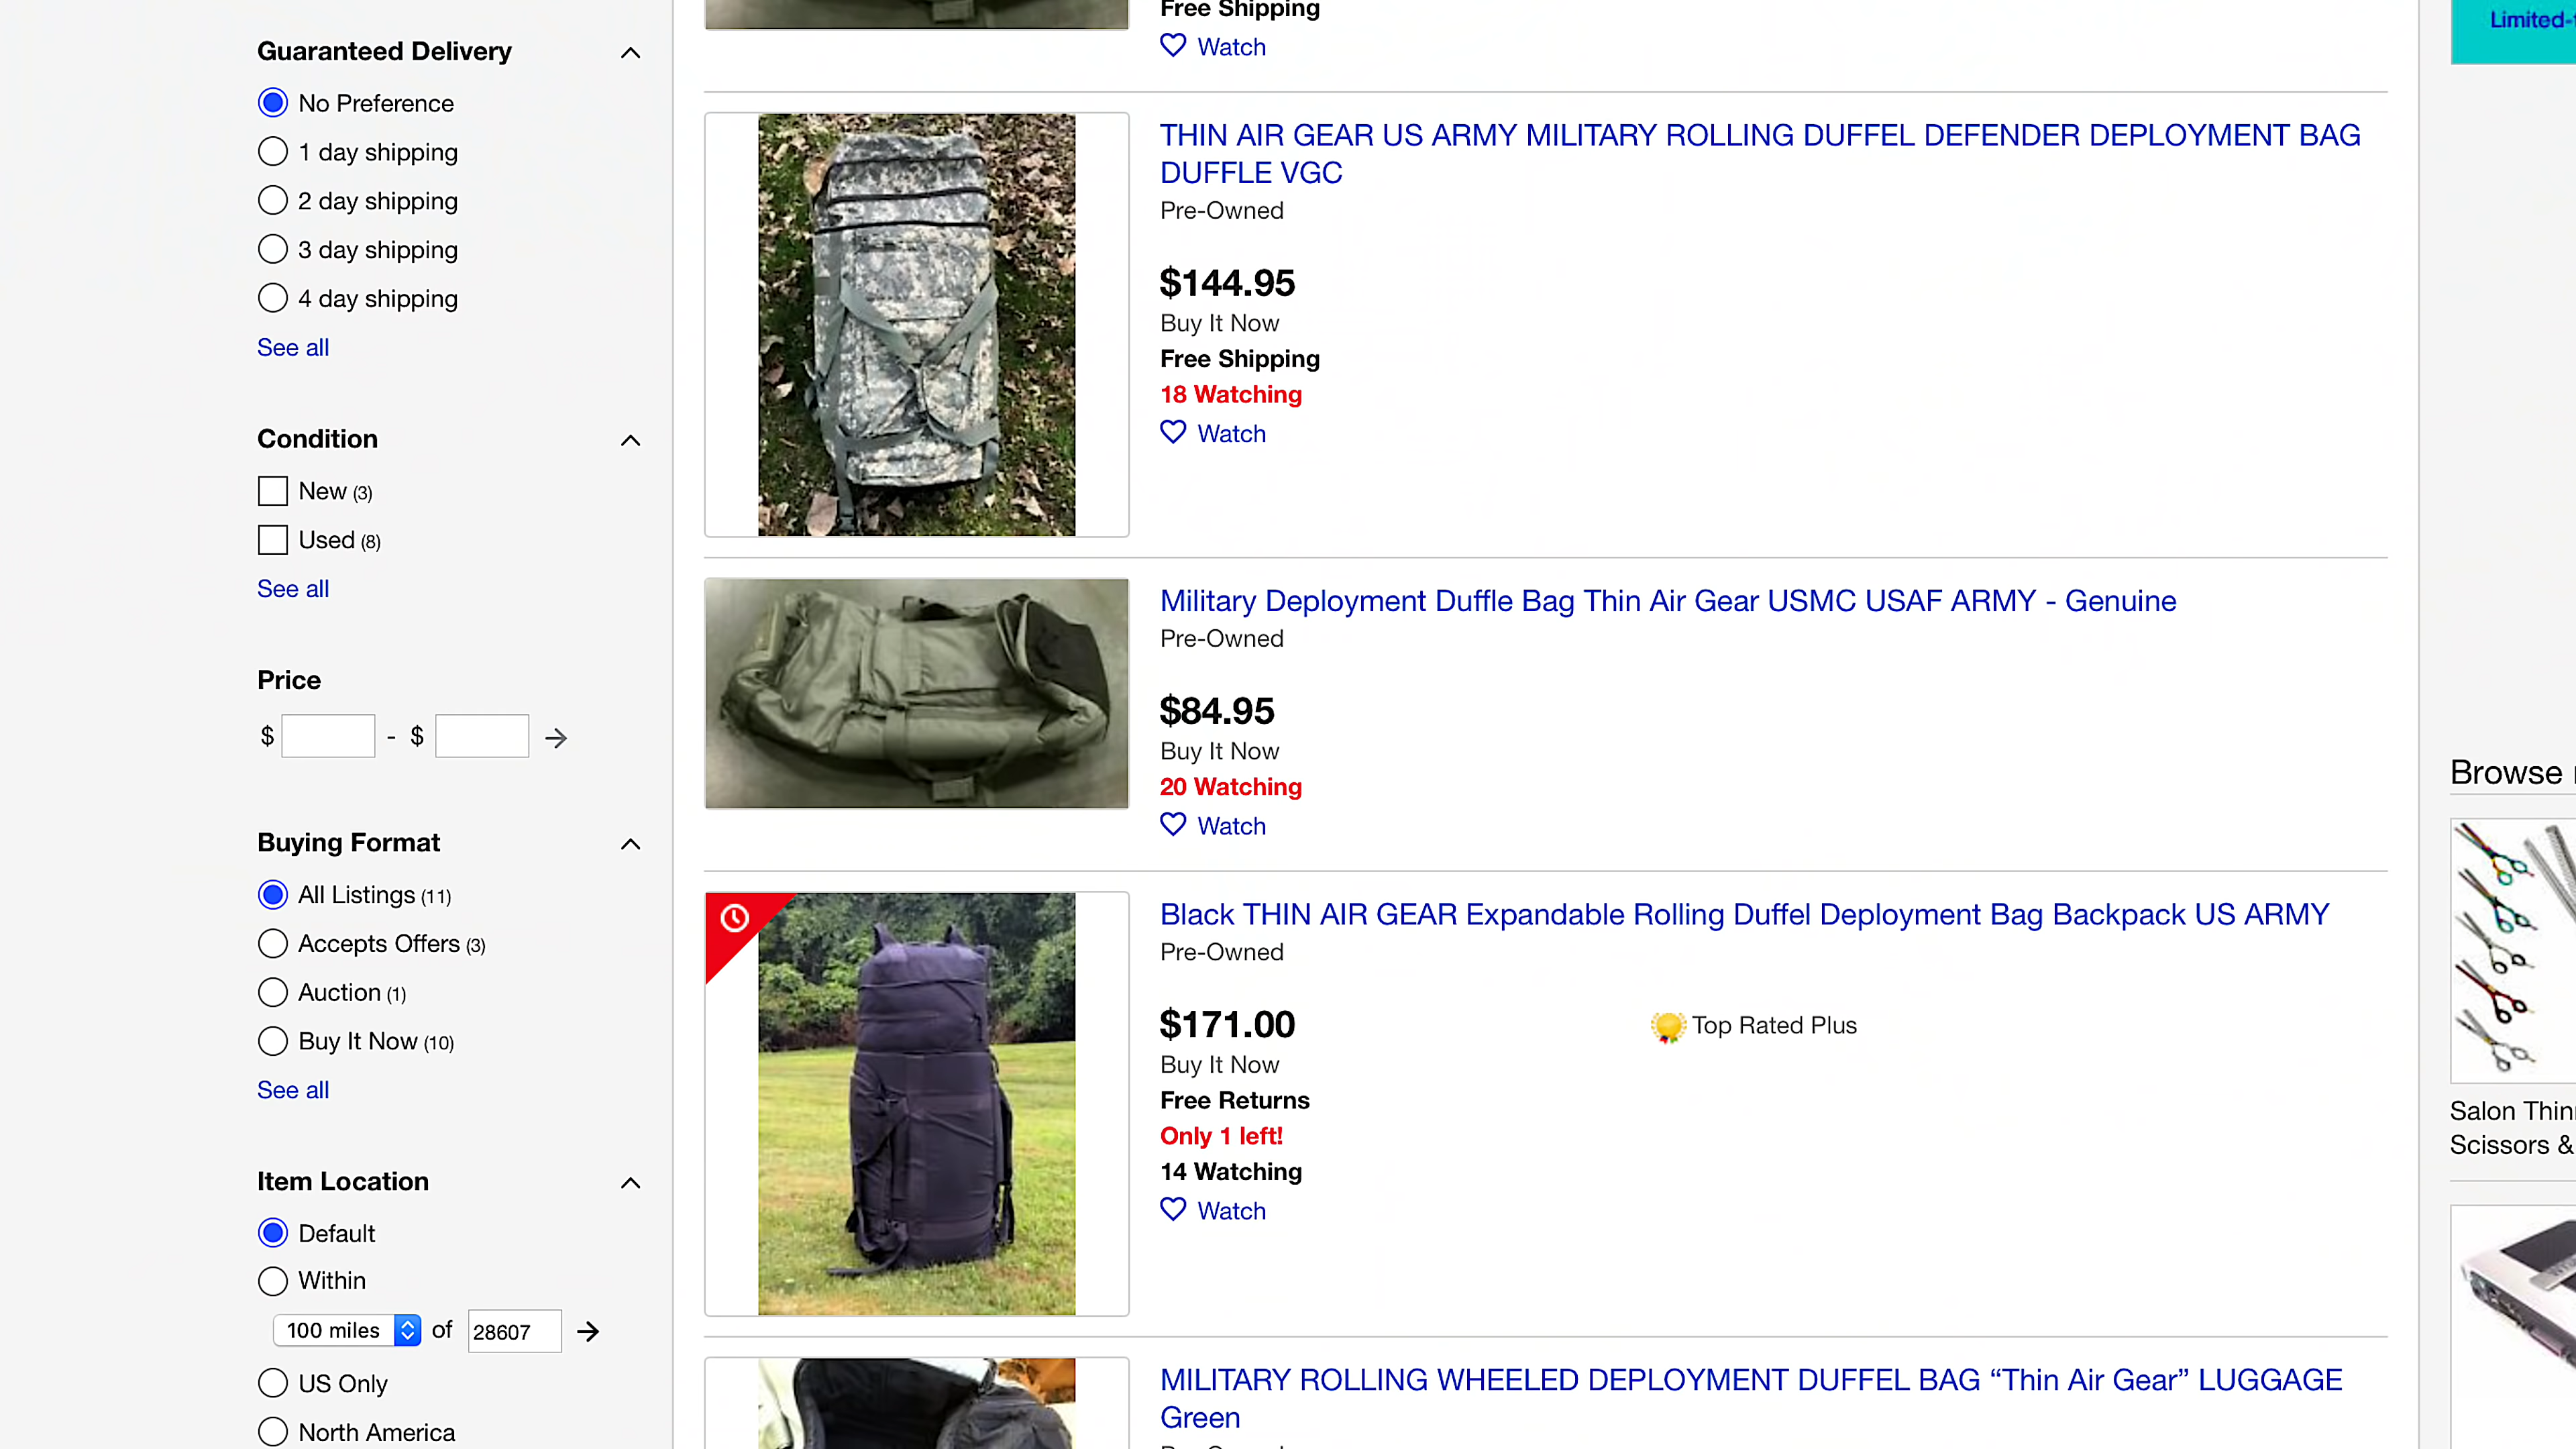 Guaranteed Delivery
No Preference
1 day shipping
2 day shipping
3 day shipping
4 day shipping
See all
Condition
New (3)
Used (8)
See all
Price
$ - $
Buying Format
All Listings (11)
Accepts Offers (3)
Auction (1)
Buy It Now (10)
See all
Item Location
Default
Within
100 miles of 28607
US Only
North America
Free Shipping
Watch
THIN AIR GEAR US ARMY MILITARY ROLLING DUFFEL DEFENDER DEPLOYMENT BAG
DUFFLE VGC
Pre-Owned
$144.95
Buy It Now
Free Shipping
18 Watching
Watch
Military Deployment Duffle Bag Thin Air Gear USMC USAF ARMY - Genuine
Pre-Owned
$84.95
Buy It Now
20 Watching
Watch
Black THIN AIR GEAR Expandable Rolling Duffel Deployment Bag Backpack US ARMY
Pre-Owned
$171.00
Top Rated Plus
Buy It Now
Free Returns
Only 1 left!
14 Watching
Watch
MILITARY ROLLING WHEELED DEPLOYMENT DUFFEL BAG “Thin Air Gear” LUGGAGE
Green
Limited-
Browse
Salon Thin
Scissors &